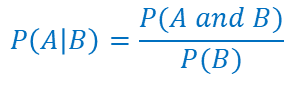 P(A|B) = P(A and B) / P(B)